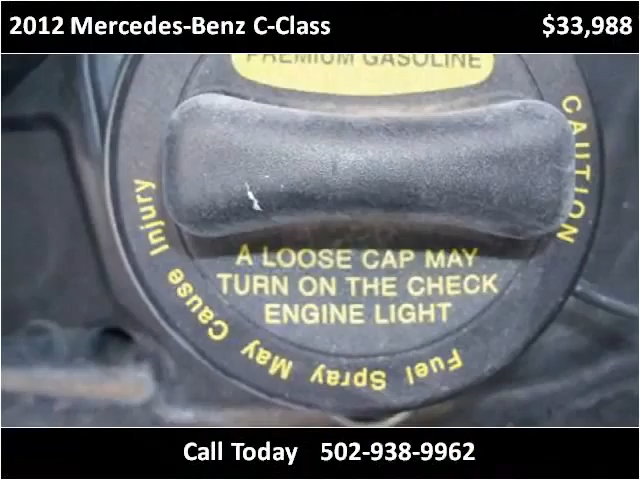 2012 Mercedes-Benz C-Class $33,988
PREMIUM GASOLINE
CAUTION
A LOOSE CAP MAY
TURN ON THE CHECK
ENGINE LIGHT
Fuel Spray May Cause Injury
Call Today 502-938-9962